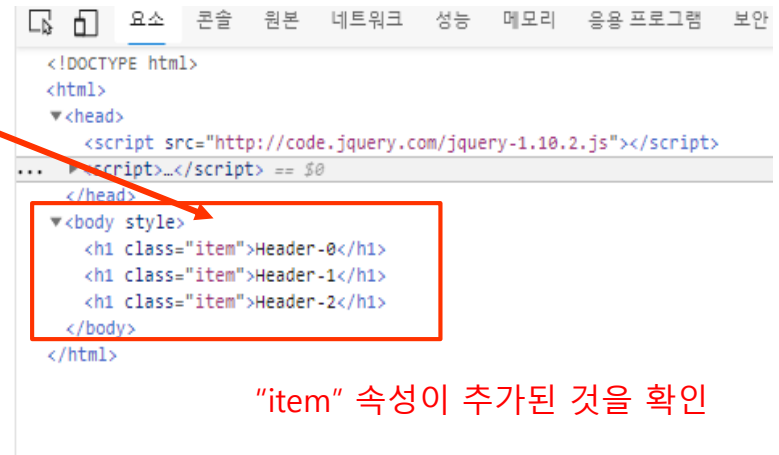 요소 콘솔 원본 네트워크 성능 메모리 응용 프로그램 보안
<!DOCTYPE html>
<html>
▼<head>
<script src="http://code.jquery.com/jquery-1.10.2.js"></script>
... ▶<script>…</script> == $0
</head>
▼<body style>
<h1 class="item">Header-0</h1>
<h1 class="item">Header-1</h1>
<h1 class="item">Header-2</h1>
</body>
</html>
“item” 속성이 추가된 것을 확인